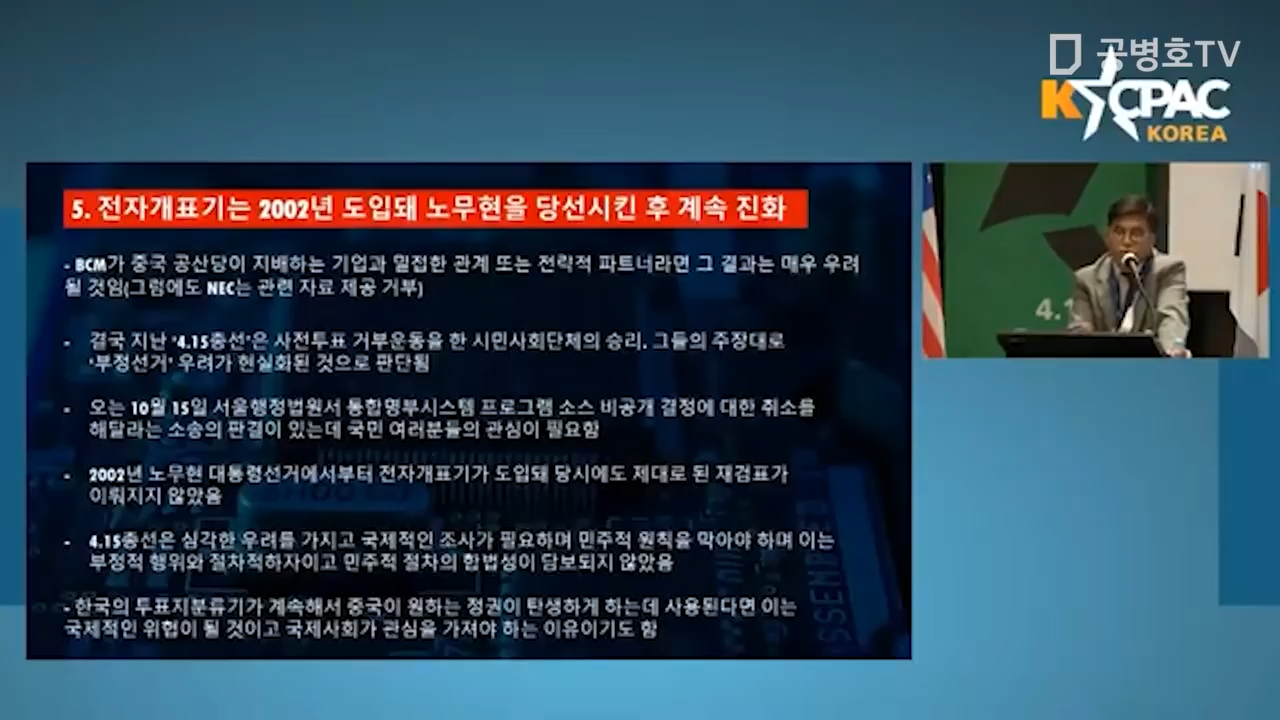 공병호TV
K CPAC
KOREA
5. 전자개표기는 2002년 도입돼 노무현을 당선시킨 후 계속 진화
- BCM가 중국 공산당이 지배하는 기업과 밀접한 관계 또는 전략적 파트너라면 그 결과는 매우 우려
될 것임(그럼에도 NEC는 관련 자료 제공 거부)
- 결국 지난 '4.15총선'은 사전투표 거부운동을 한 시민사회단체의 승리. 그들의 주장대로
'부정선거' 우려가 현실화된 것으로 판단됨
- 오는 10월 15일 서울행정법원서 통합명부시스템 프로그램 소스 비공개 결정에 대한 취소를
해달라는 소송의 판결이 있는데 국민 여러분들의 관심이 필요함
- 2002년 노무현 대통령선거에서부터 전자개표기가 도입돼 당시에도 제대로 된 재검표가
이뤄지지 않았음
- 4.15총선은 심각한 우려를 가지고 국제적인 조사가 필요하며 민주적 원칙을 막아야 하며 이는
부정적 행위와 절차적하자이고 민주적 절차의 합법성이 담보되지 않았음
- 한국의 투표지분류기가 계속해서 중국이 원하는 정권이 탄생하게 하는데 사용된다면 이는
국제적인 위협이 될 것이고 국제사회가 관심을 가져야 하는 이유이기도 함